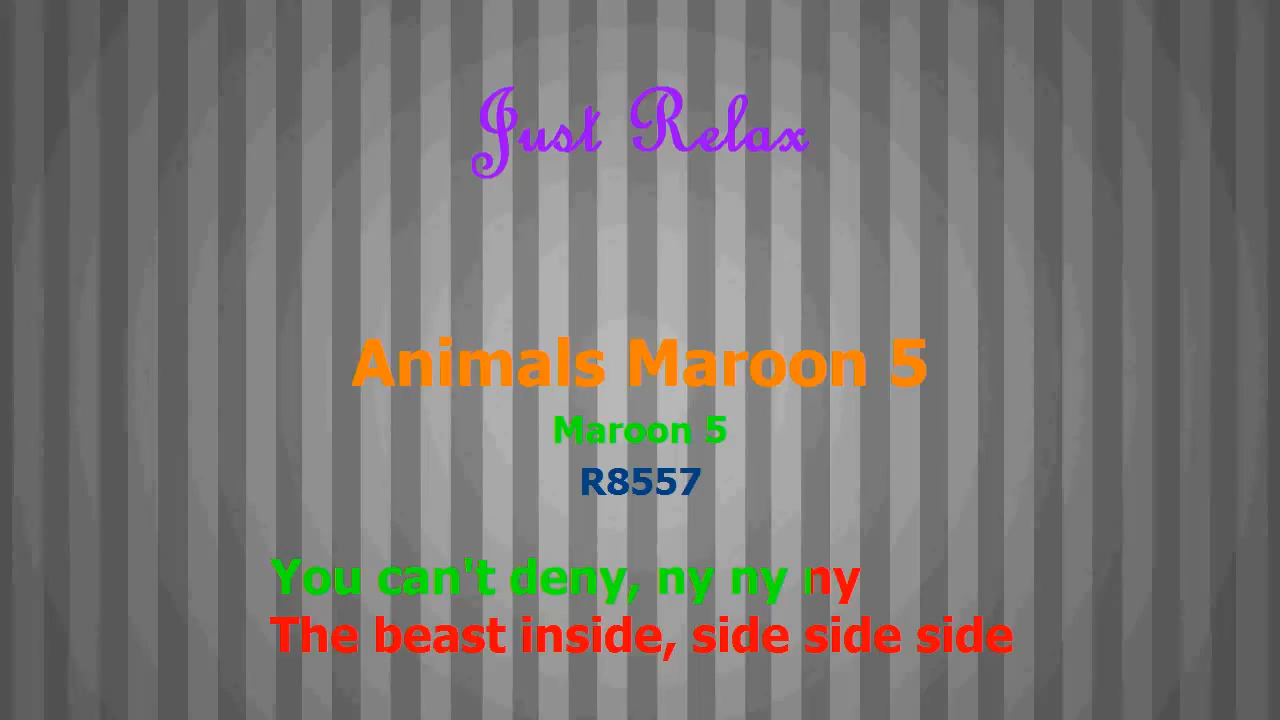 Just Relax
Animals Maroon 5
Maroon 5
R8557
You can't deny, ny ny ny
The beast inside, side side side